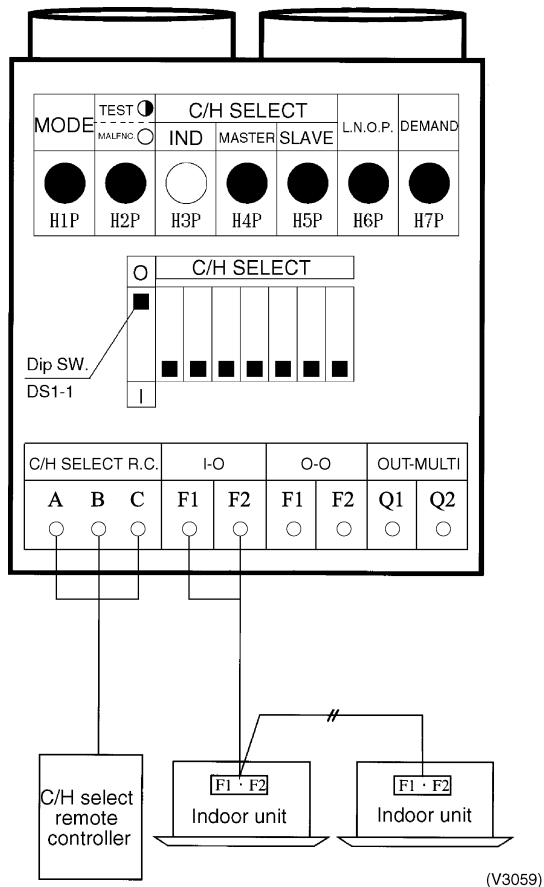 MODE TEST C/H SELECT L.N.O.P. DEMAND
MALFNC. IND MASTER SLAVE
H1P H2P H3P H4P H5P H6P H7P
O C/H SELECT
Dip SW.
DS1-1
I
C/H SELECT R.C. I-O O-O OUT-MULTI
A B C F1 F2 F1 F2 Q1 Q2
C/H select
remote
controller
F1 · F2
Indoor unit
F1 · F2
Indoor unit
(V3059)